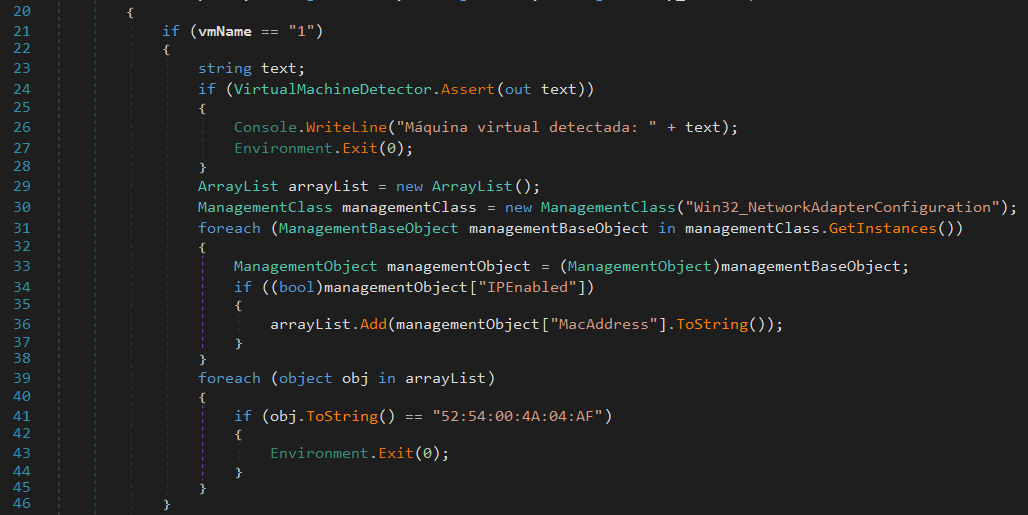 20 {
21 if (vmName == "1")
22 {
23 string text;
24 if (VirtualMachineDetector.Assert(out text))
25 {
26 Console.WriteLine("Máquina virtual detectada: " + text);
27 Environment.Exit(0);
28 }
29 ArrayList arrayList = new ArrayList();
30 ManagementClass managementClass = new ManagementClass("Win32_NetworkAdapterConfiguration");
31 foreach (ManagementBaseObject managementBaseObject in managementClass.GetInstances())
32 {
33 ManagementObject managementObject = (ManagementObject)managementBaseObject;
34 if ((bool)managementObject["IPEnabled"])
35 {
36 arrayList.Add(managementObject["MacAddress"].ToString());
37 }
38 }
39 foreach (object obj in arrayList)
40 {
41 if (obj.ToString() == "52:54:00:4A:04:AF")
42 {
43 Environment.Exit(0);
44 }
45 }
46 }